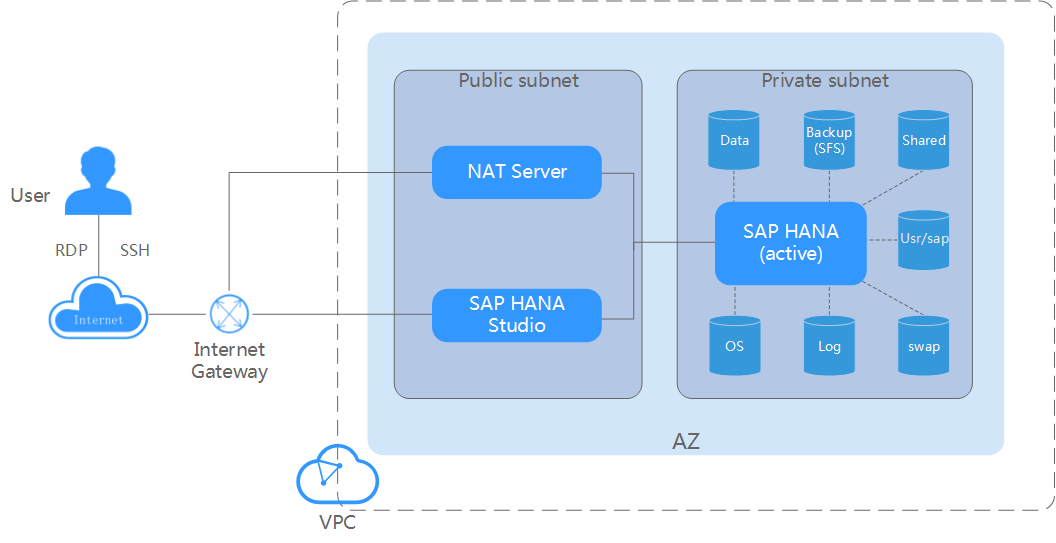 User
RDP
SSH
Internet
Internet
Gateway
VPC
AZ
Public subnet
NAT Server
SAP HANA
Studio
Private subnet
Data
Backup
(SFS)
Shared
SAP HANA
(active)
Usr/sap
OS
Log
swap